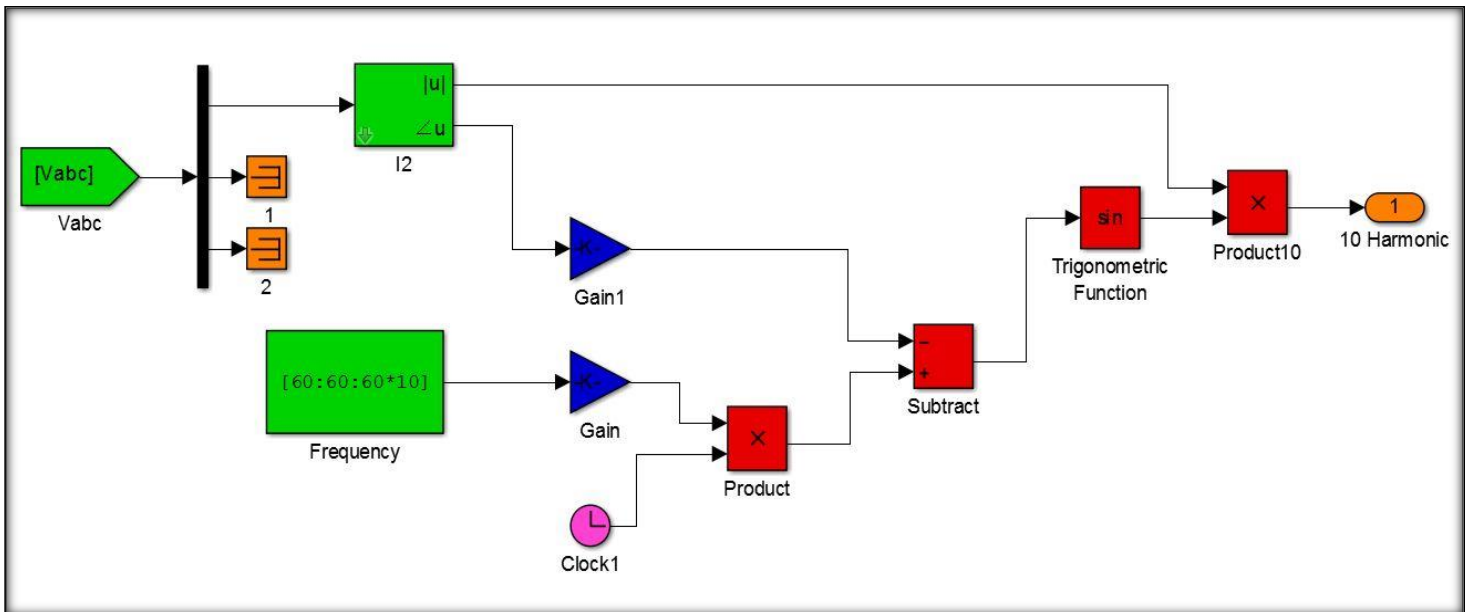 |u|
∠u
I2
[Vabc]
Vabc
1
2
-K-
Gain1
[60:60:60*10]
Frequency
-K-
Gain
×
Product
Clock1
−
+
Subtract
sin
Trigonometric
Function
×
Product10
1
10 Harmonic